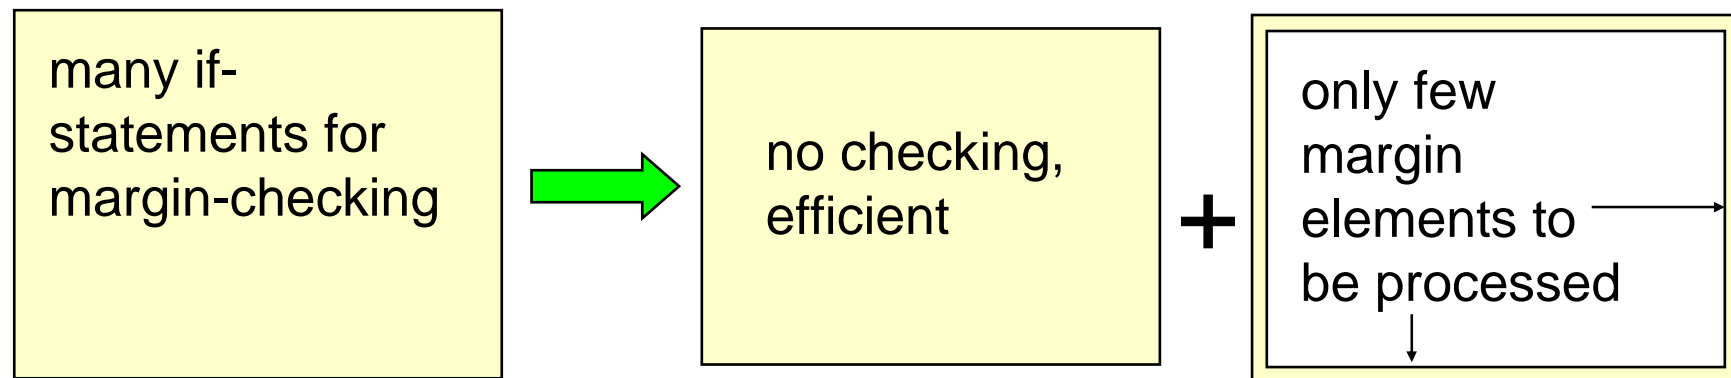 many if-
statements for
margin-checking
no checking,
efficient
+
only few
margin
elements to
be processed